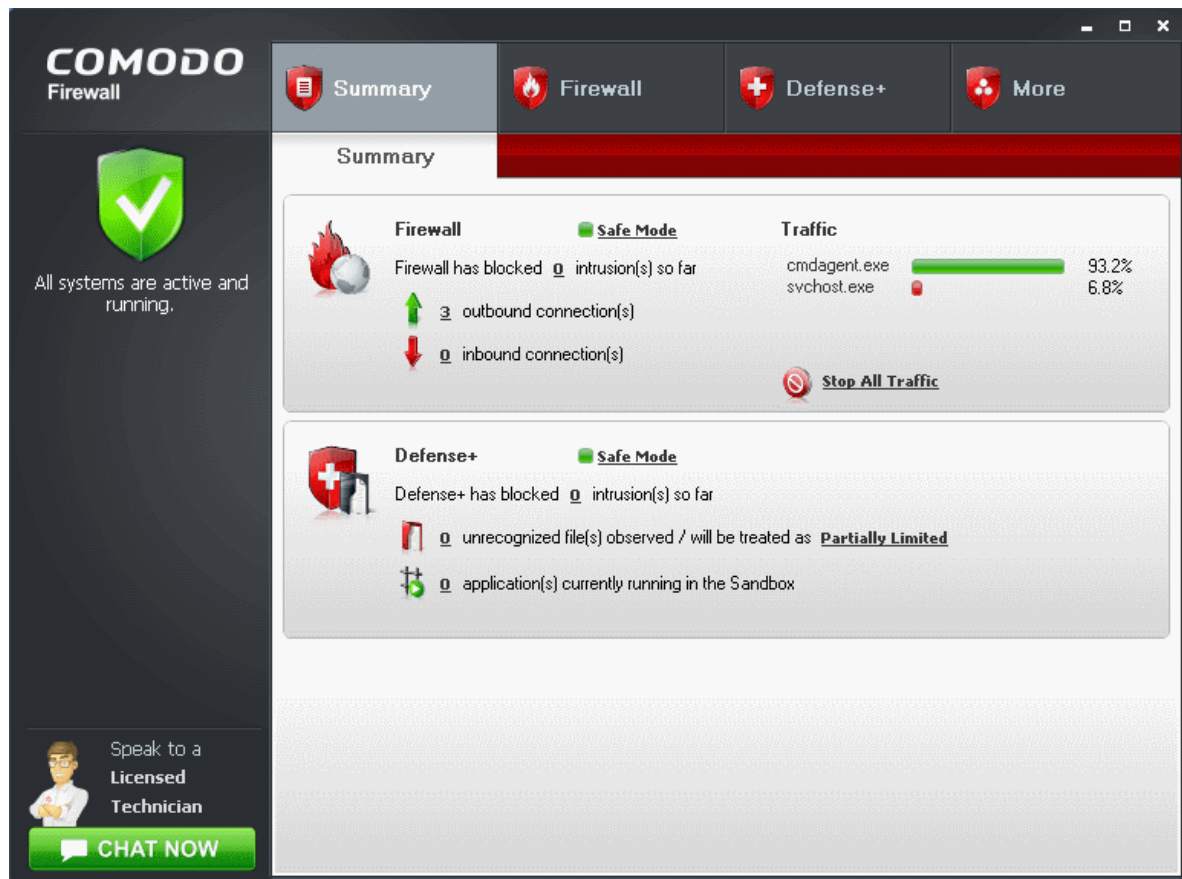 COMODO
Firewall
Summary
Firewall
Defense+
More
Summary
All systems are active and
running.
Firewall
Safe Mode
Firewall has blocked 0 intrusion(s) so far
3 outbound connection(s)
0 inbound connection(s)
Traffic
cmdagent.exe 93.2%
svchost.exe 6.8%
Stop All Traffic
Defense+
Safe Mode
Defense+ has blocked 0 intrusion(s) so far
0 unrecognized file(s) observed / will be treated as Partially Limited
0 application(s) currently running in the Sandbox
Speak to a
Licensed
Technician
CHAT NOW